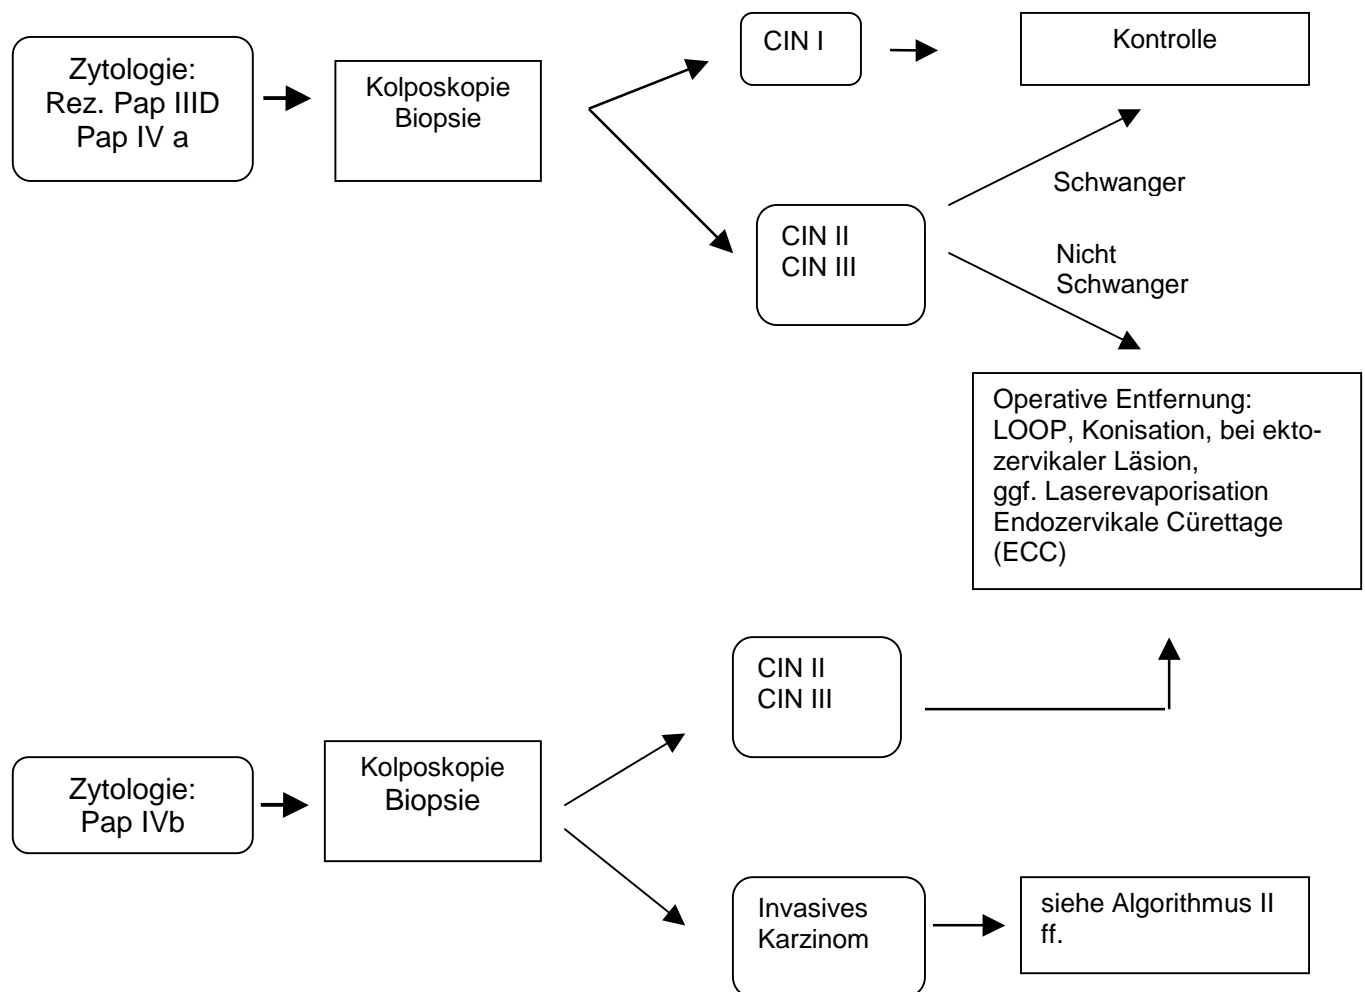 Zytologie:
Rez. Pap IIID
Pap IV a
Kolposkopie
Biopsie
CIN I
Kontrolle
CIN II
CIN III
Schwanger
Nicht
Schwanger
Operative Entfernung:
LOOP, Konisation, bei ekto-
zervikaler Läsion,
ggf. Laserevaporisation
Endozervikale Cürettage
(ECC)
Zytologie:
Pap IVb
Kolposkopie
Biopsie
CIN II
CIN III
Invasives
Karzinom
siehe Algorithmus II
ff.